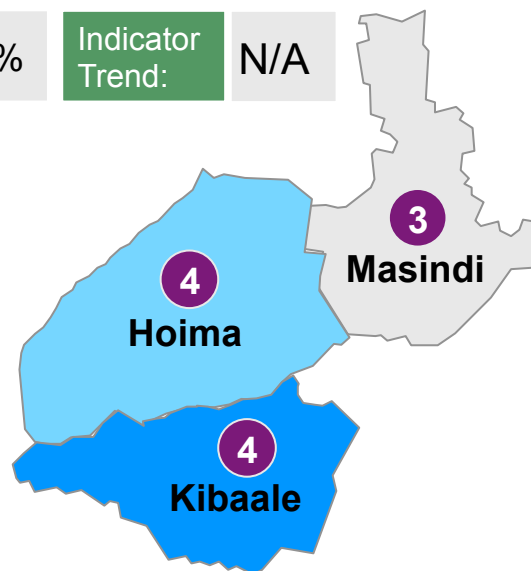 %
Indicator
Trend:
N/A
3
Masindi
4
Hoima
4
Kibaale